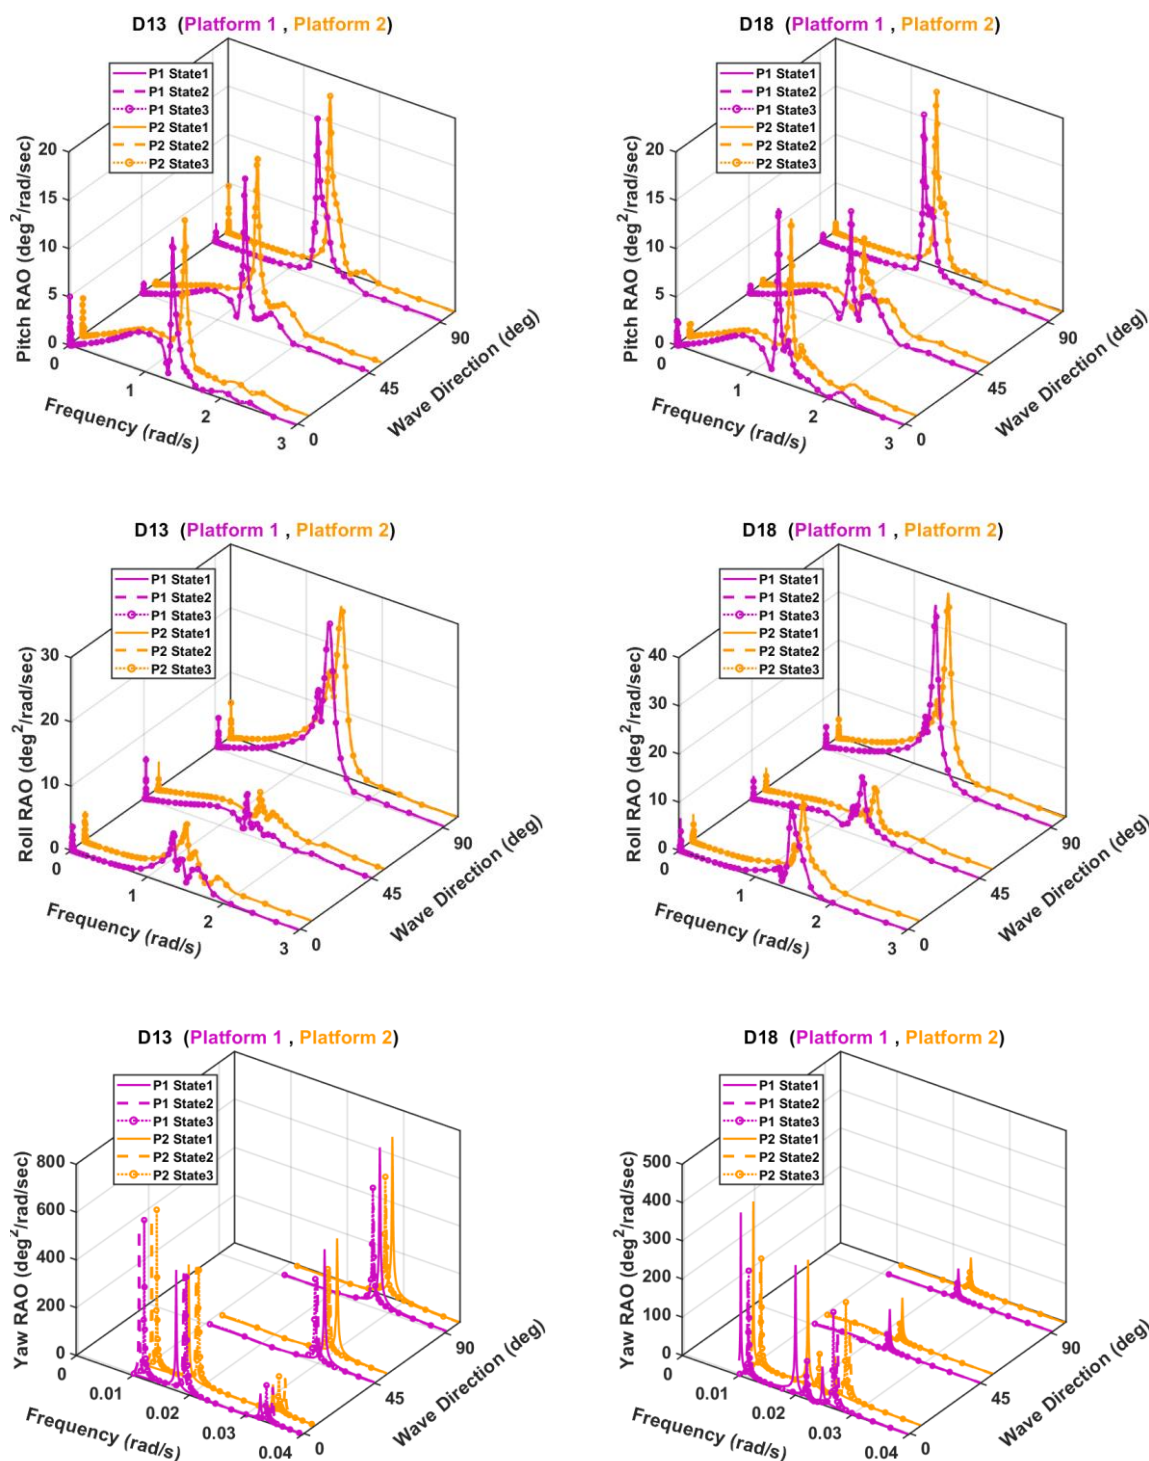 D13 (Platform 1 , Platform 2)
P1 State1
P1 State2
P1 State3
P2 State1
P2 State2
P2 State3
Pitch RAO (deg²/rad/sec)
20
15
10
5
0
0
1
2
3
Frequency (rad/s)
0
45
90
Wave Direction (deg)
D18 (Platform 1 , Platform 2)
P1 State1
P1 State2
P1 State3
P2 State1
P2 State2
P2 State3
Pitch RAO (deg²/rad/sec)
20
15
10
5
0
0
1
2
3
Frequency (rad/s)
0
45
90
Wave Direction (deg)
D13 (Platform 1 , Platform 2)
P1 State1
P1 State2
P1 State3
P2 State1
P2 State2
P2 State3
Roll RAO (deg²/rad/sec)
30
20
10
0
0
1
2
3
Frequency (rad/s)
0
45
90
Wave Direction (deg)
D18 (Platform 1 , Platform 2)
P1 State1
P1 State2
P1 State3
P2 State1
P2 State2
P2 State3
Roll RAO (deg²/rad/sec)
40
30
20
10
0
0
1
2
3
Frequency (rad/s)
0
45
90
Wave Direction (deg)
D13 (Platform 1 , Platform 2)
P1 State1
P1 State2
P1 State3
P2 State1
P2 State2
P2 State3
Yaw RAO (deg²/rad/sec)
800
600
400
200
0
0
0.01
0.02
0.03
0.04
Frequency (rad/s)
0
45
90
Wave Direction (deg)
D18 (Platform 1 , Platform 2)
P1 State1
P1 State2
P1 State3
P2 State1
P2 State2
P2 State3
Yaw RAO (deg²/rad/sec)
500
400
300
200
100
0
0
0.01
0.02
0.03
0.04
Frequency (rad/s)
0
45
90
Wave Direction (deg)